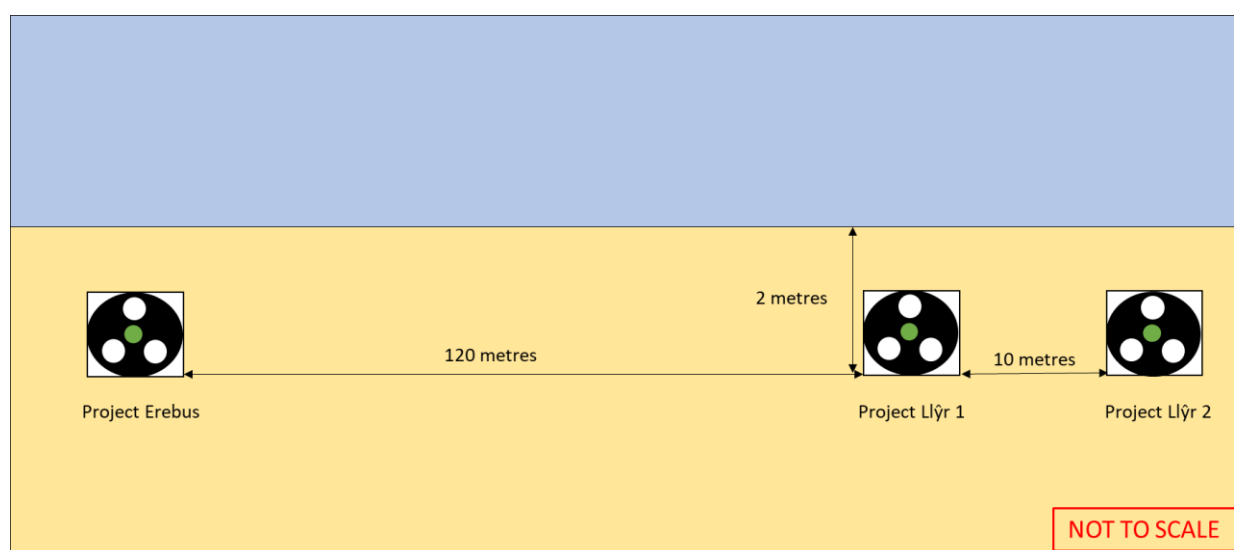 2 metres
120 metres
10 metres
Project Erebus
Project Llŷr 1
Project Llŷr 2
NOT TO SCALE